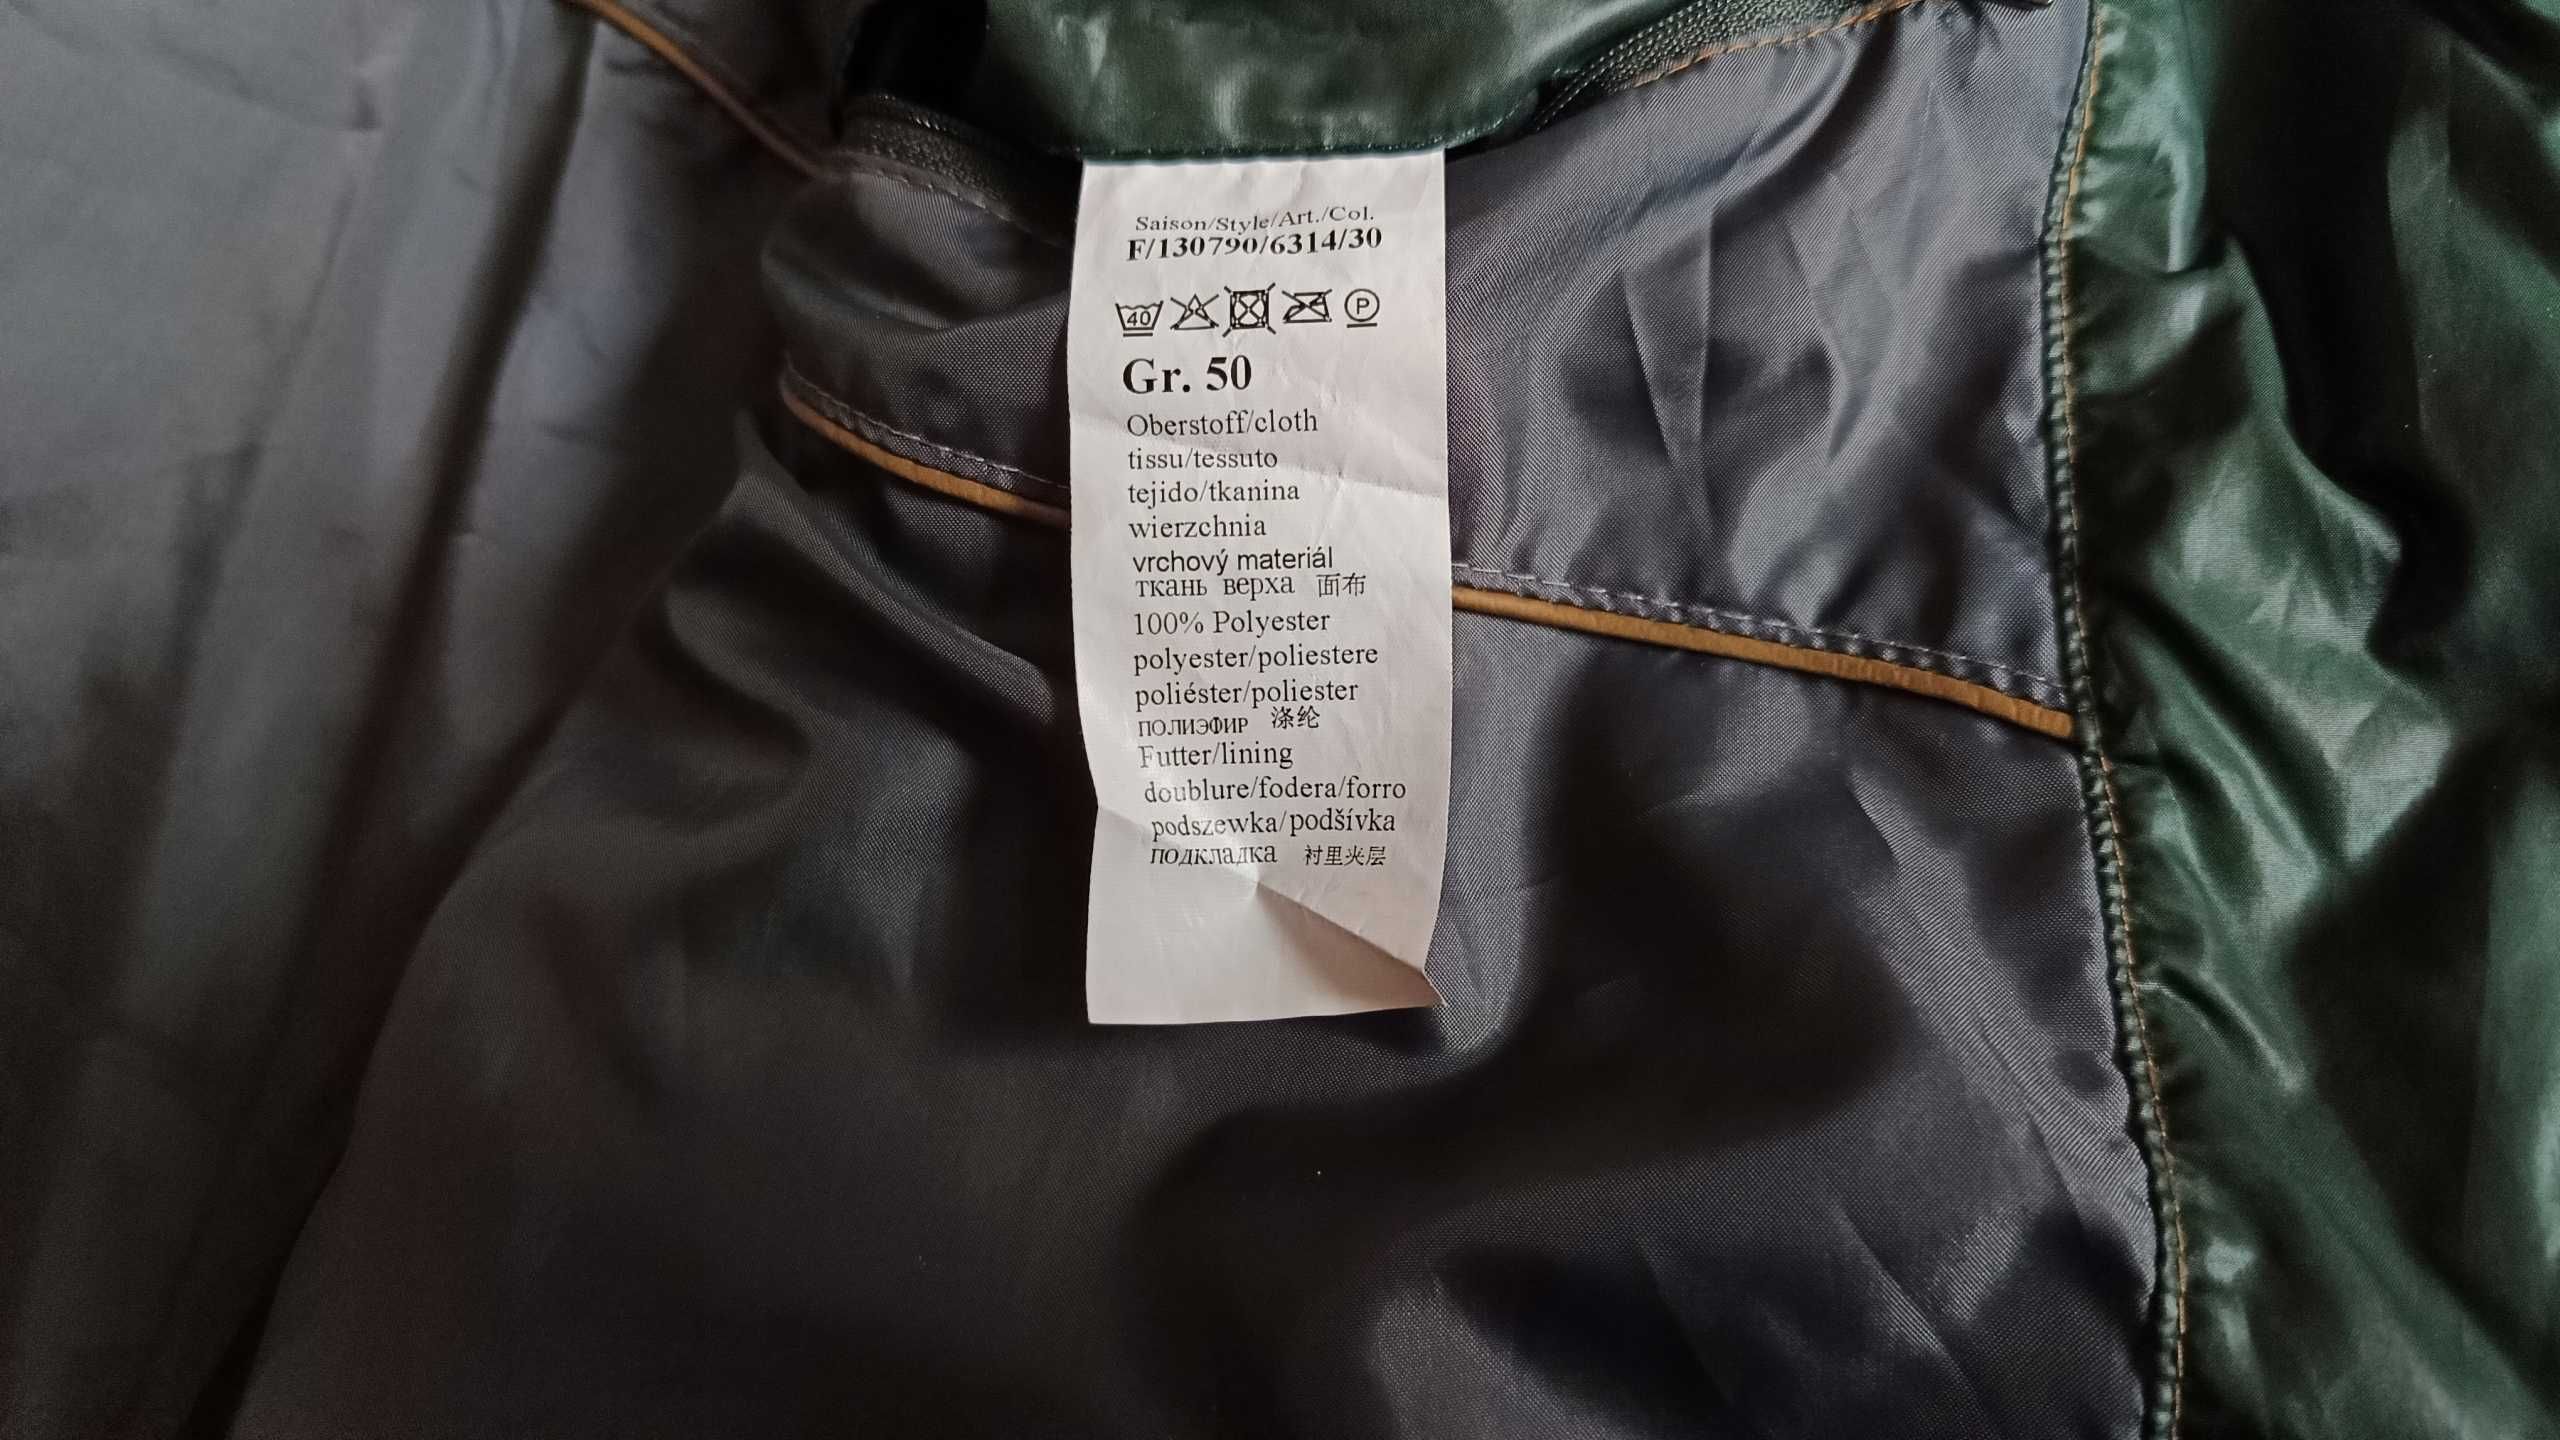 Saison/Style/Art./Col.
F/130790/6314/30
40 P
Gr. 50
Oberstoff/cloth
tissu/tessuto
tejido/tkanina
wierzchnia
vrchový materiál
ткань верха 面布
100% Polyester
polyester/poliestere
poliéster/poliester
полиэфир 涤纶
Futter/lining
doublure/fodera/forro
podszewka/podšívka
подкладка 衬里夹层